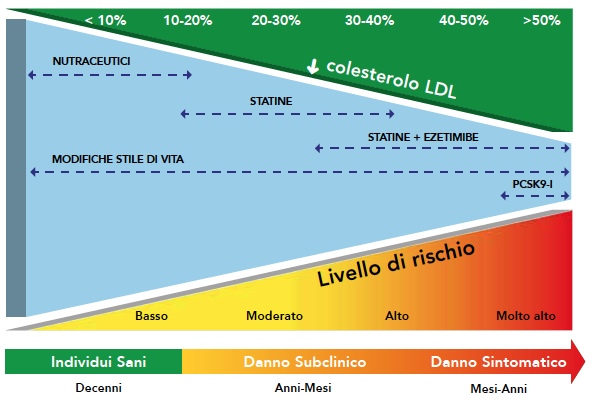 < 10% 10-20% 20-30% 30-40% 40-50% >50%
colesterolo LDL
NUTRACEUTICI
STATINE
STATINE + EZETIMIBE
MODIFICHE STILE DI VITA
PCSK9-I
Livello di rischio
Basso Moderato Alto Molto alto
Individui Sani Danno Subclinico Danno Sintomatico
Decenni Anni-Mesi Mesi-Anni